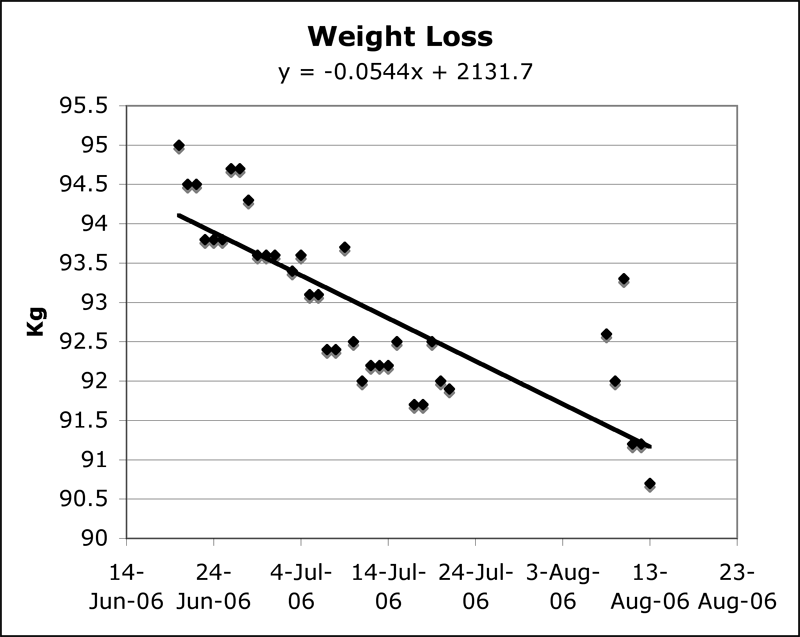 Weight Loss
y = -0.0544x + 2131.7
95.5
95
94.5
94
93.5
93
92.5
92
91.5
91
90.5
90
Kg
14- 24- 4-Jul- 14-Jul- 24-Jul- 3-Aug- 13- 23-
Jun-06 Jun-06 06 06 06 06 Aug-06 Aug-06